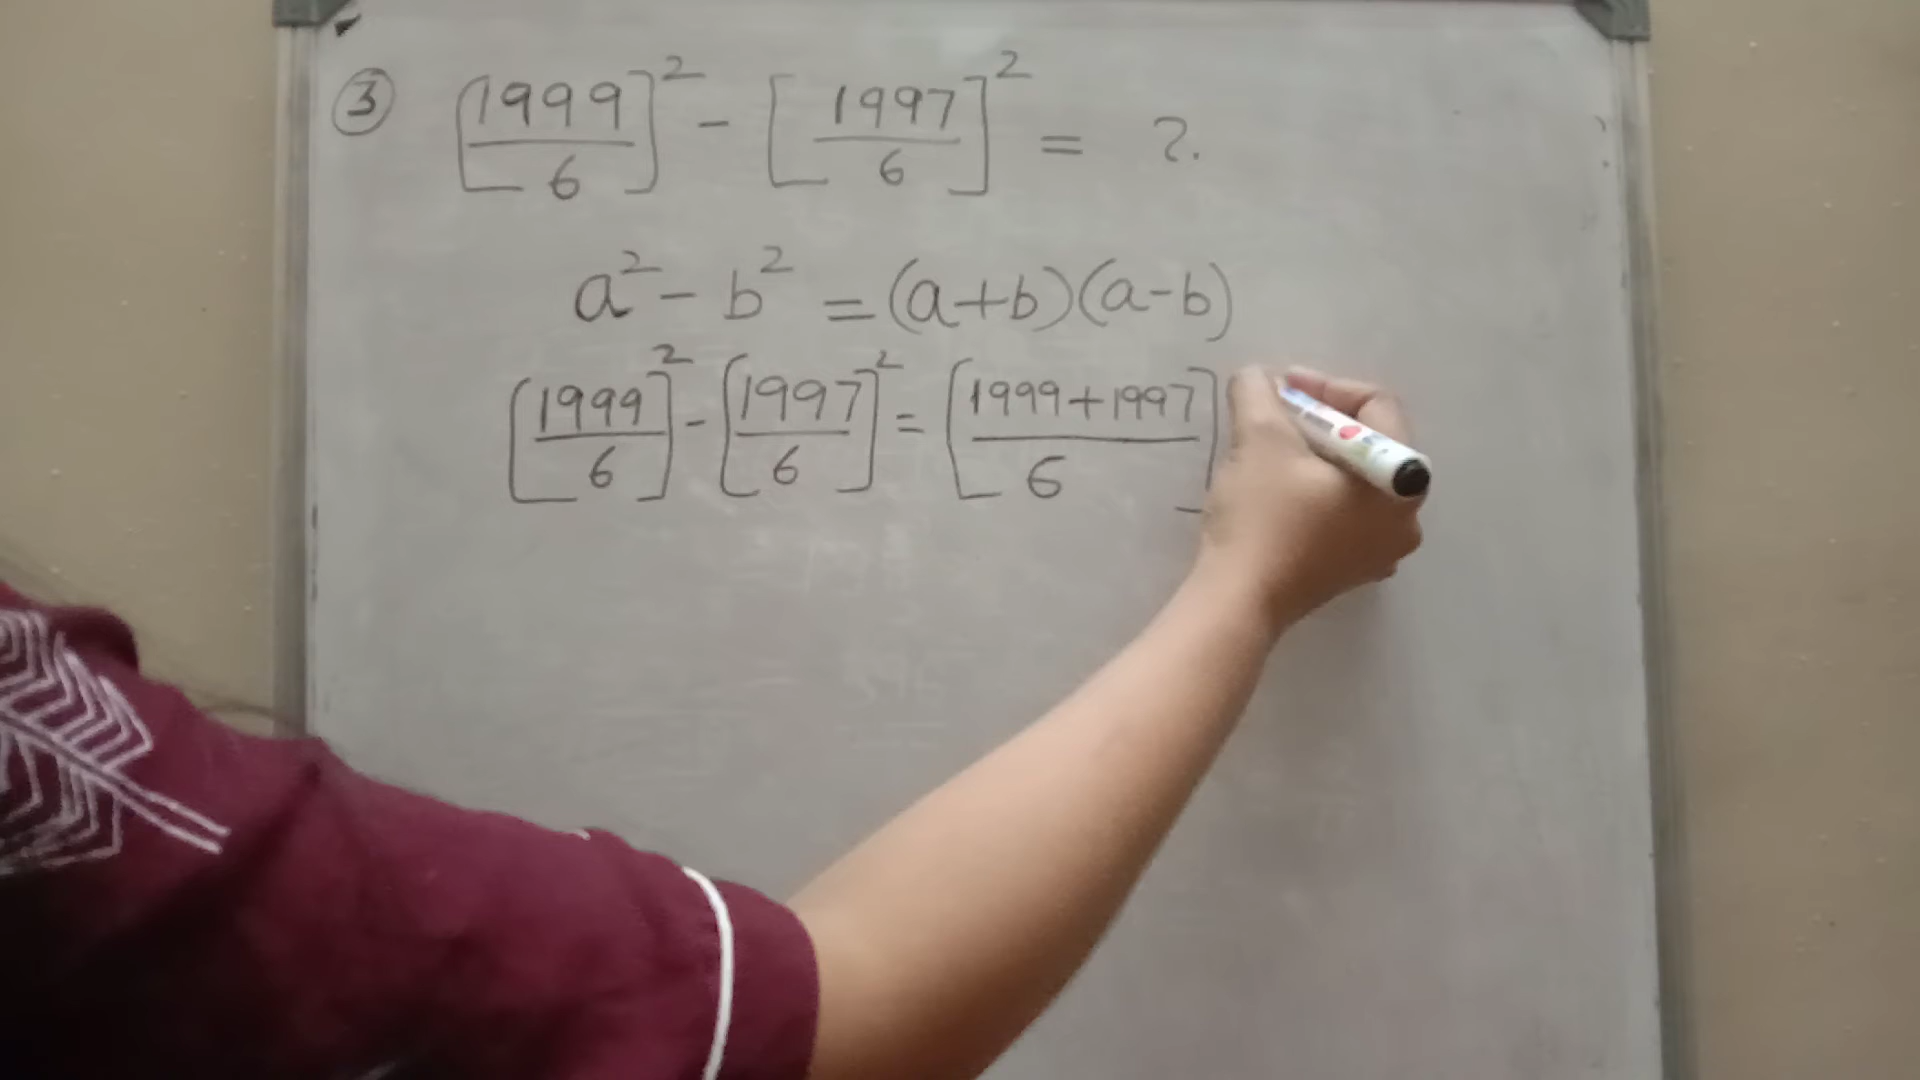 ③ [1999/6]² - [1997/6]² = ?.
a² - b² = (a+b)(a-b)
[1999/6]² - [1997/6]² = [1999+1997/6]